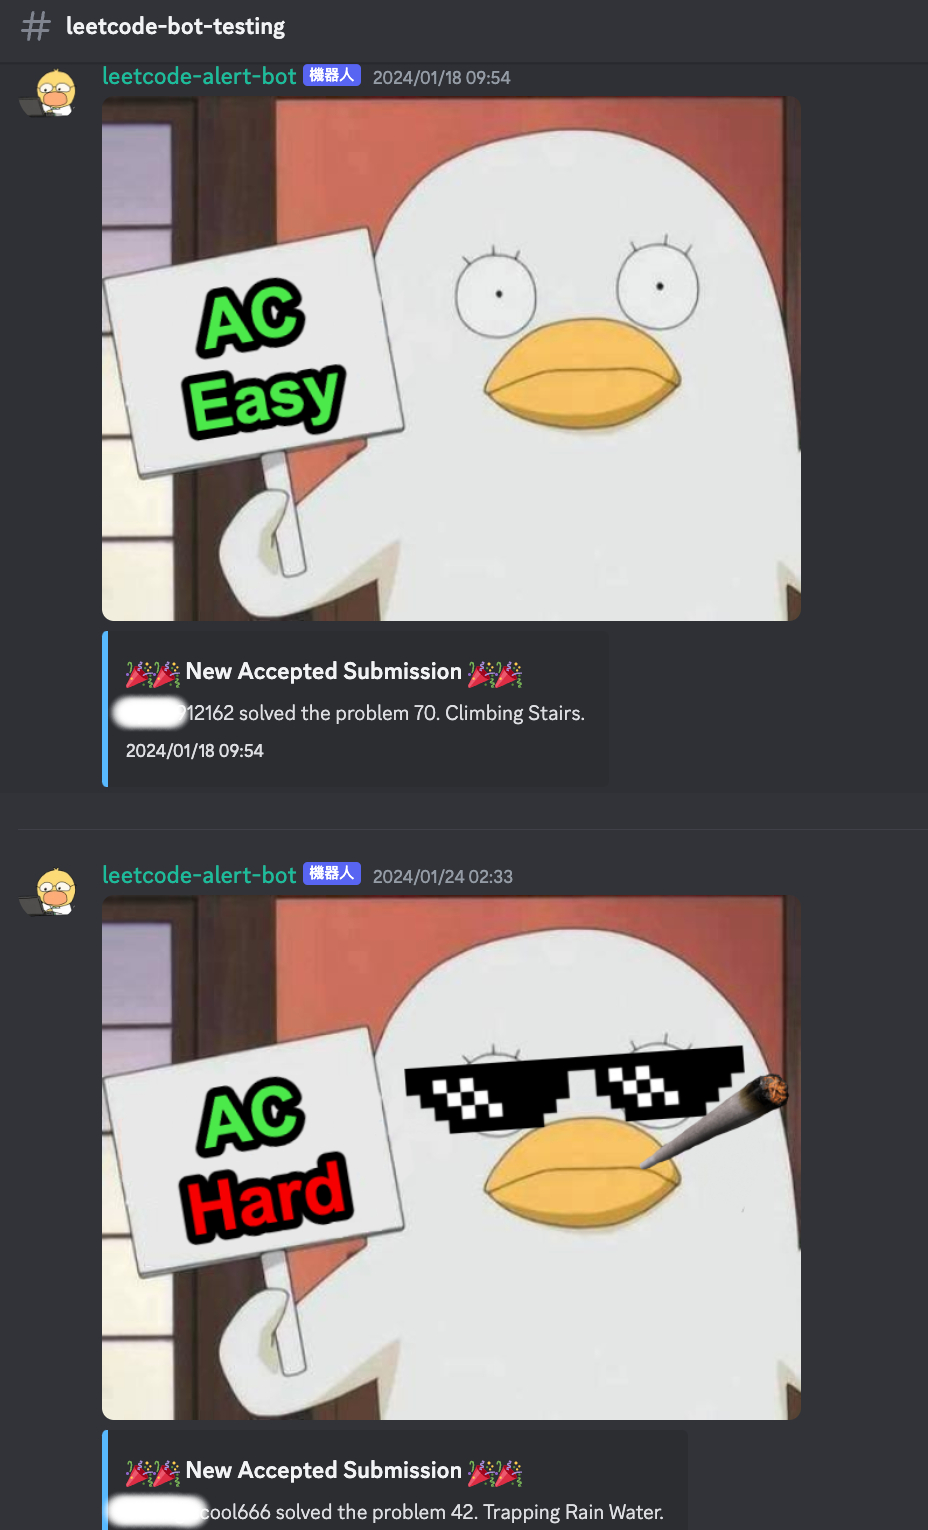 # leetcode-bot-testing
leetcode-alert-bot 機器人 2024/01/18 09:54
AC
Easy
New Accepted Submission
12162 solved the problem 70. Climbing Stairs.
2024/01/18 09:54
leetcode-alert-bot 機器人 2024/01/24 02:33
AC
Hard
New Accepted Submission
cool666 solved the problem 42. Trapping Rain Water.